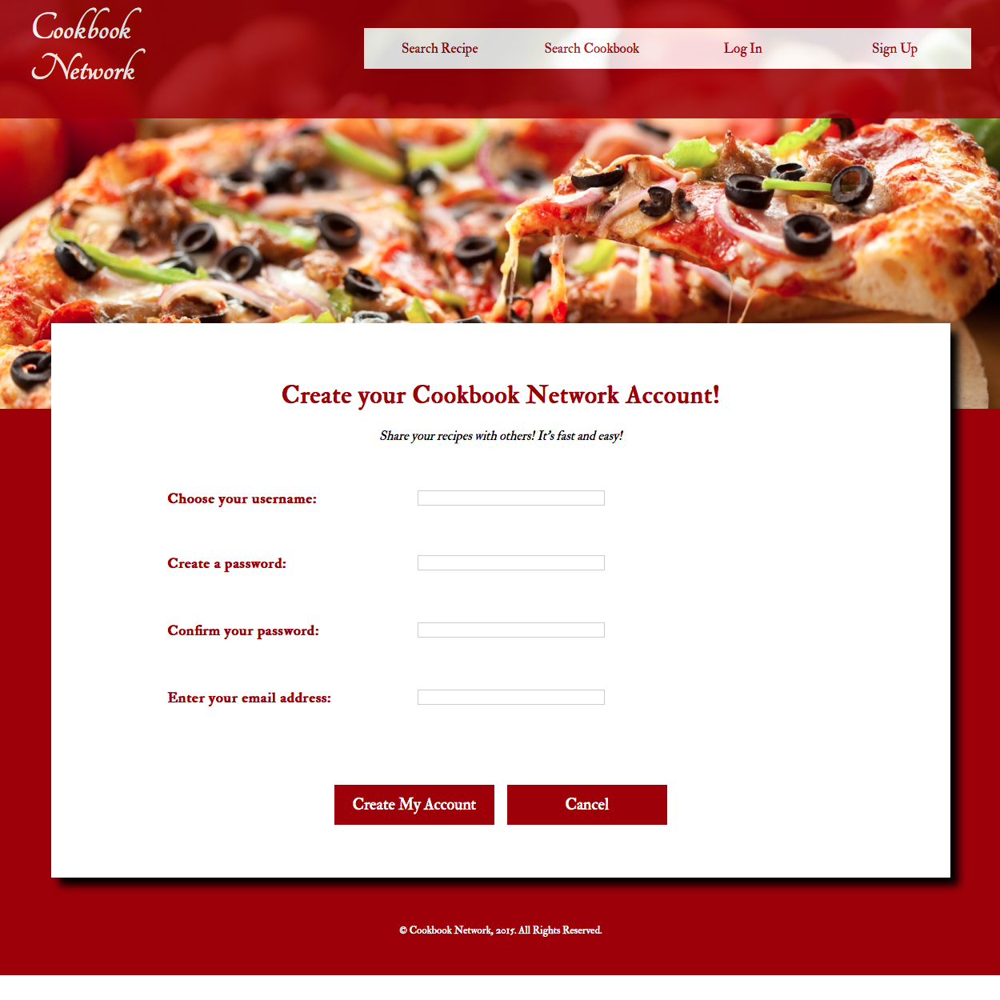 Cookbook
Network
Search Recipe
Search Cookbook
Log In
Sign Up
Create your Cookbook Network Account!
Share your recipes with others! It's fast and easy!
Choose your username:
Create a password:
Confirm your password:
Enter your email address:
Create My Account
Cancel
© Cookbook Network, 2015. All Rights Reserved.